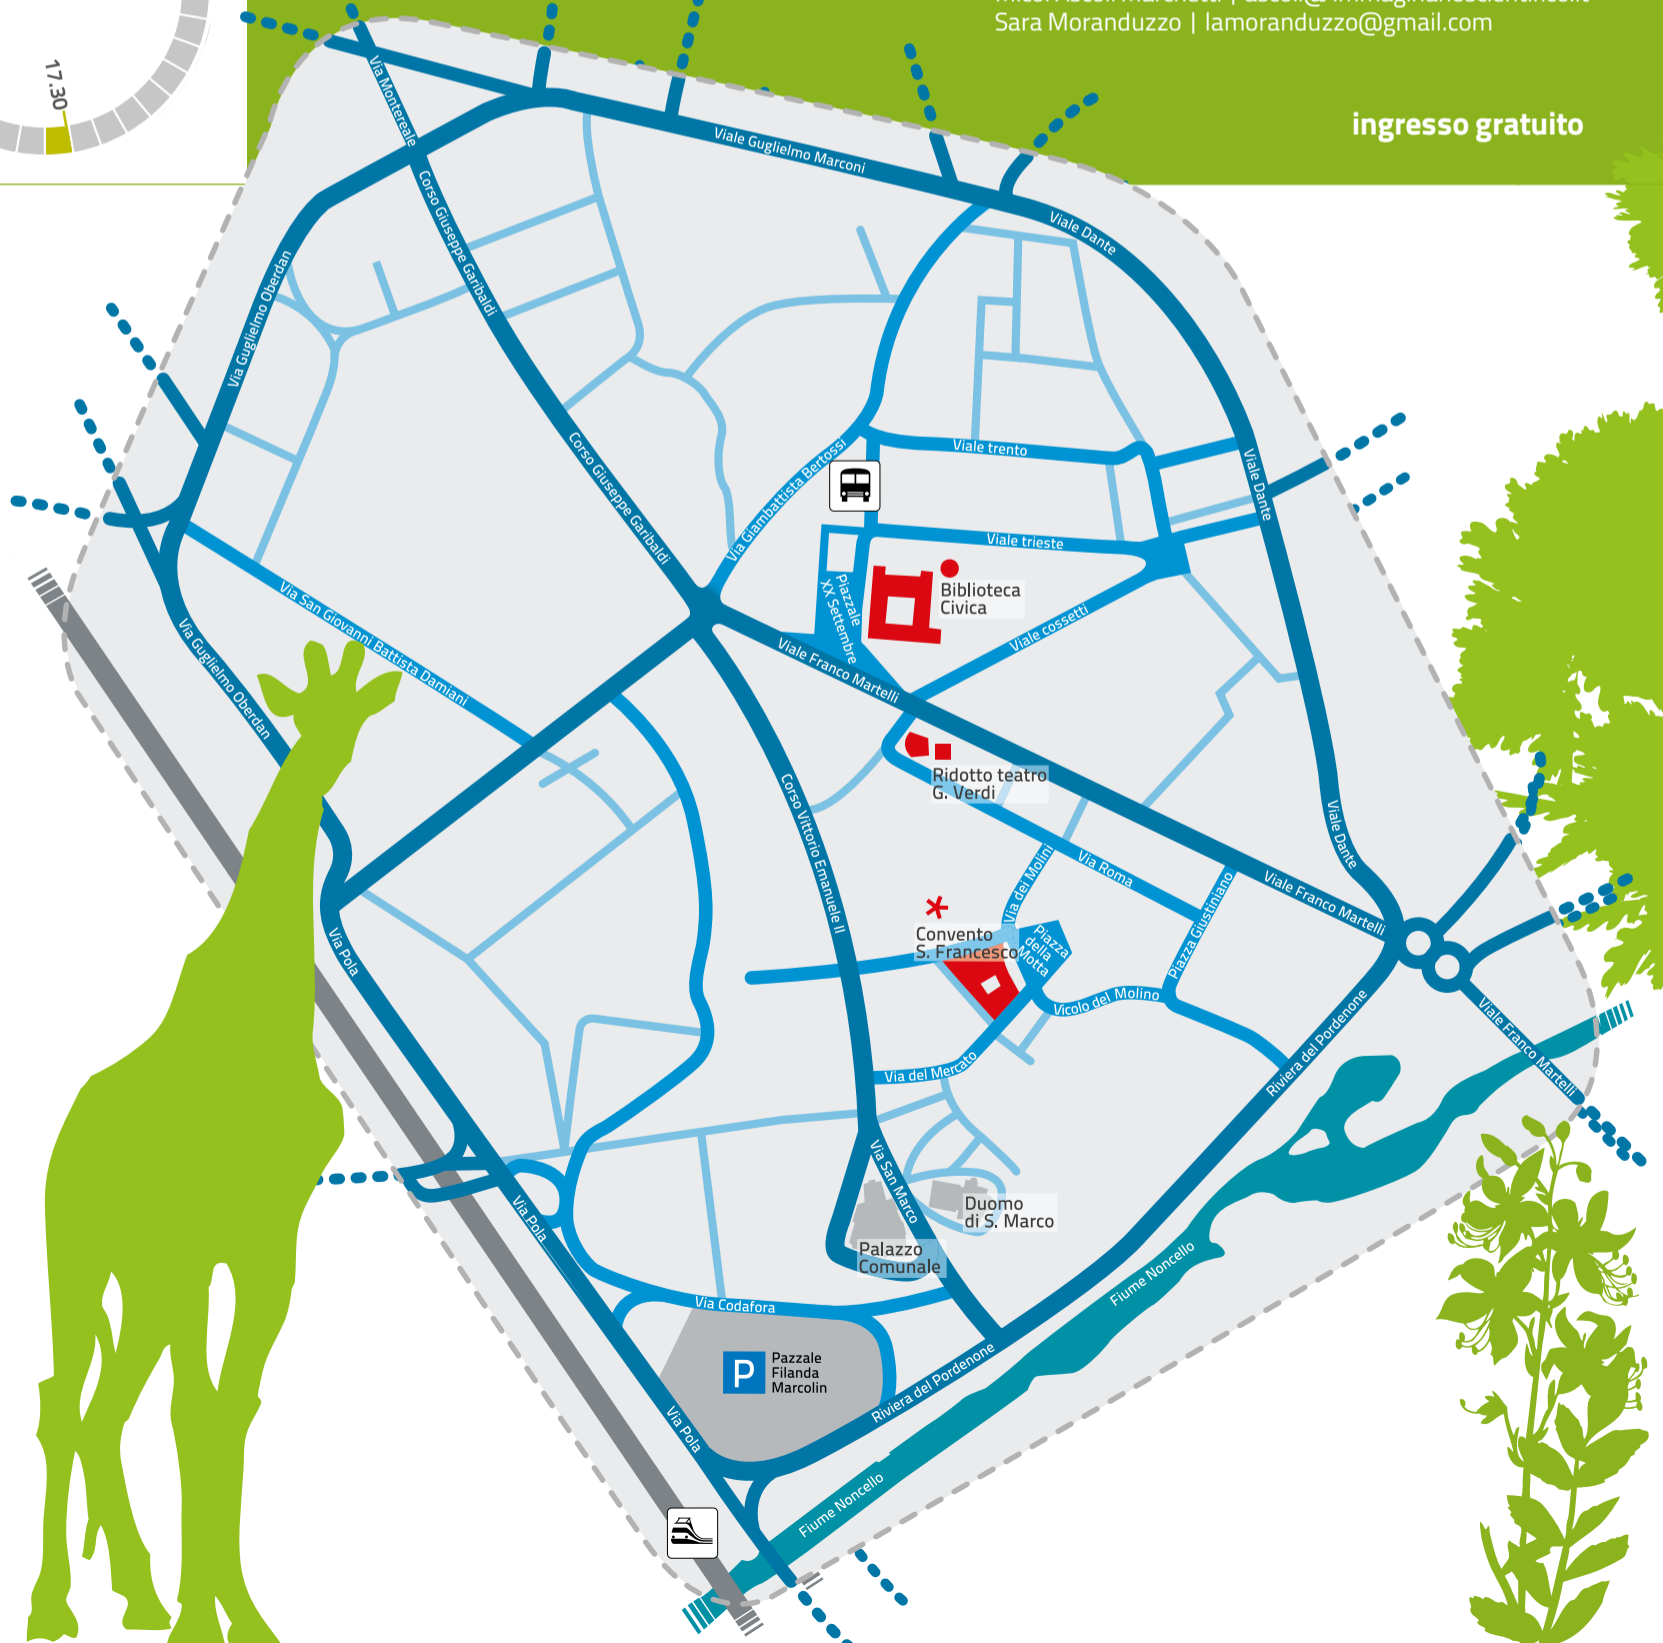 Sara Moranduzzo | lamoranduzzo@gmail.com
17.30
ingresso gratuito
Via Montereale
Viale Guglielmo Marconi
Corso Giuseppe Garibaldi
Viale Dante
Via Guglielmo Oberdan
Corso Giuseppe Garibaldi
Via Giambattista Bertossi
Viale trento
Viale Dante
Viale trieste
Piazzale
XX Settembre
Biblioteca
Civica
Viale cossetti
Via San Giovanni Battista Damiani
Via Guglielmo Oberdan
Viale Franco Martelli
Ridotto teatro
G. Verdi
Corso Vittorio Emanuele II
Viale Dante
Via dei Molini
Via Roma
Piazza Giustiniano
Viale Franco Martelli
Convento
S. Francesco
Piazza
della
Motta
Via Pola
Vicolo del Molino
Viale Franco Martelli
Riviera del Pordenone
Via del Mercato
Via San Marco
Duomo
di S. Marco
Palazzo
Comunale
Via Pola
Fiume Noncello
Via Codafora
P
Pazzale
Filanda
Marcolin
Riviera del Pordenone
Via Pola
Fiume Noncello